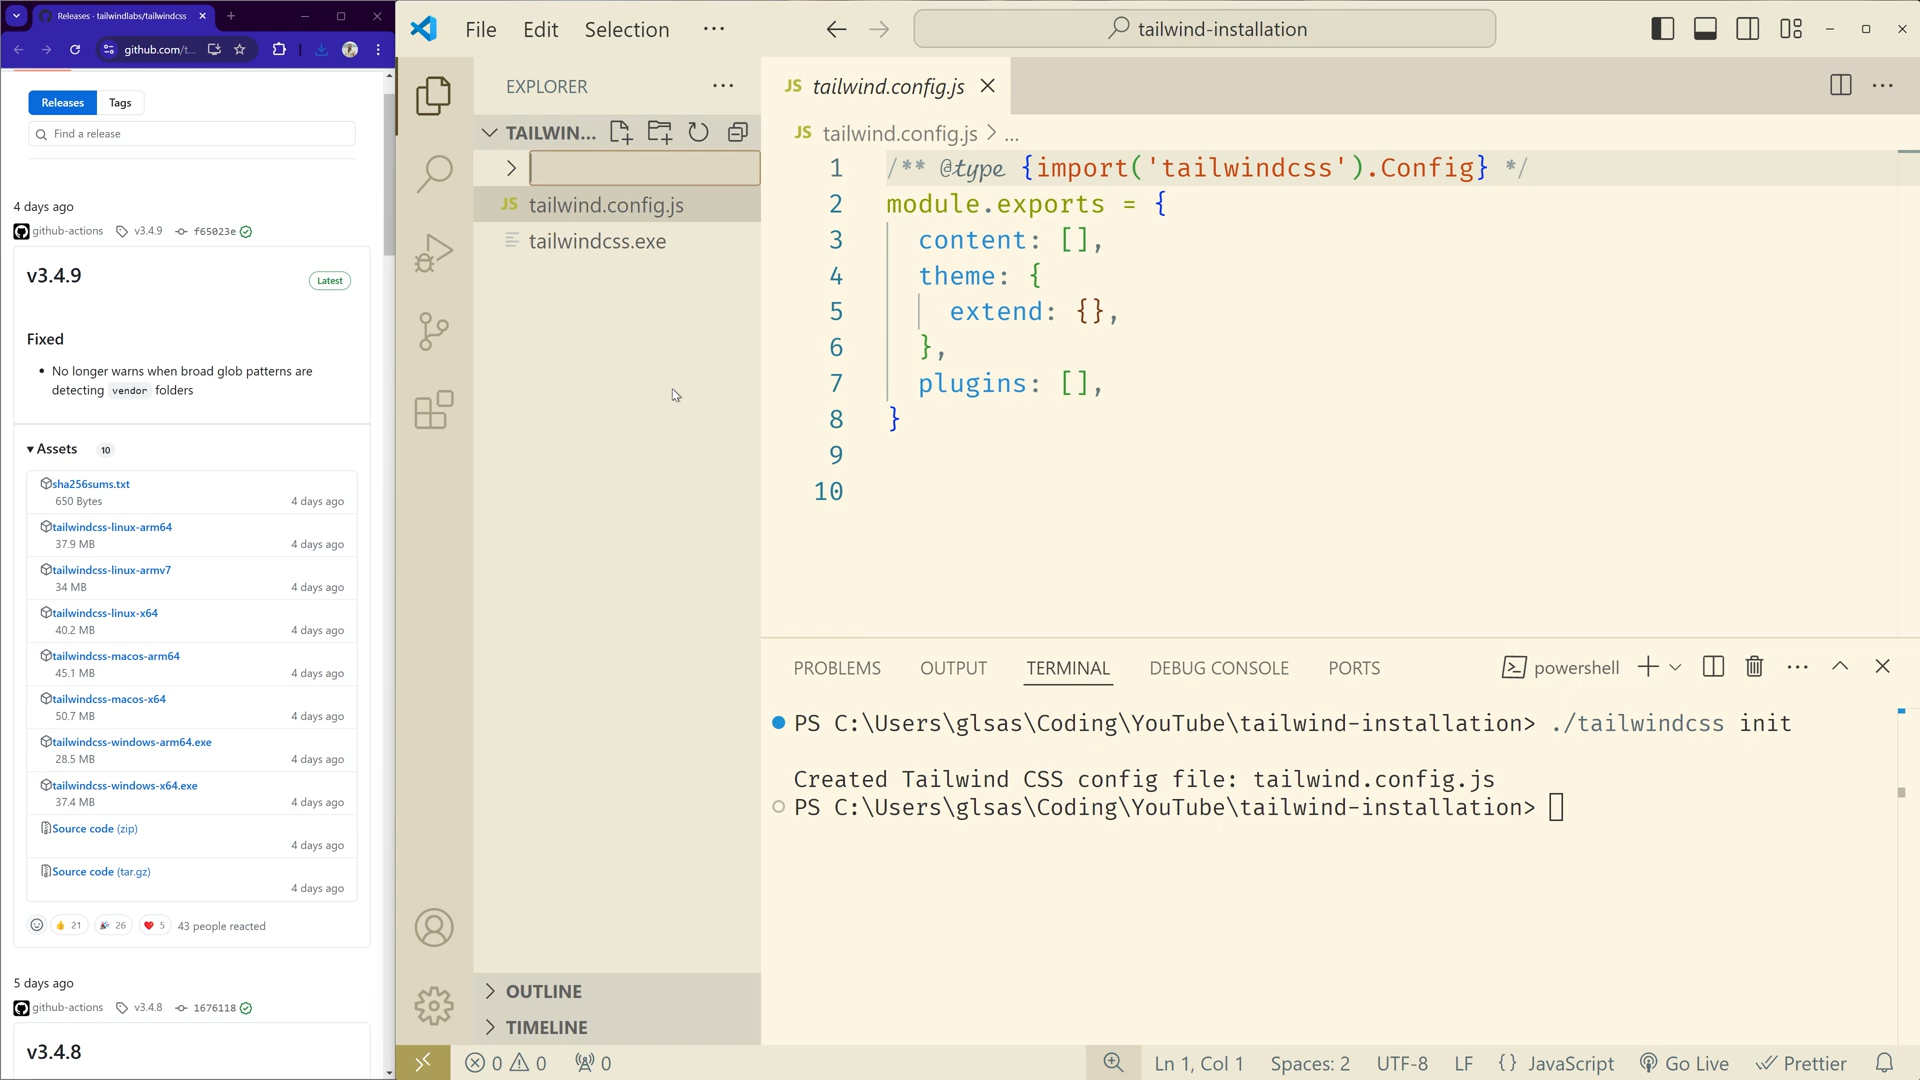 Releases · tailwindlabs/tailwindcss
github.com/t...
Releases
Tags
Find a release
4 days ago
github-actions
v3.4.9
f65023e
v3.4.9
Latest
Fixed
No longer warns when broad glob patterns are
detecting vendor folders
Assets 10
sha256sums.txt
650 Bytes 4 days ago
tailwindcss-linux-arm64
37.9 MB 4 days ago
tailwindcss-linux-armv7
34 MB 4 days ago
tailwindcss-linux-x64
40.2 MB 4 days ago
tailwindcss-macos-arm64
45.1 MB 4 days ago
tailwindcss-macos-x64
50.7 MB 4 days ago
tailwindcss-windows-arm64.exe
28.5 MB 4 days ago
tailwindcss-windows-x64.exe
37.4 MB 4 days ago
Source code (zip)
4 days ago
Source code (tar.gz)
4 days ago
21 26 5 43 people reacted
5 days ago
github-actions v3.4.8 1676118
v3.4.8
File Edit Selection ···
tailwind-installation
EXPLORER
TAILWIN...
tailwind.config.js
tailwindcss.exe
OUTLINE
TIMELINE
JS tailwind.config.js
JS tailwind.config.js > ...
1 /** @type {import('tailwindcss').Config} */
2 module.exports = {
3 content: [],
4 theme: {
5 extend: {},
6 },
7 plugins: [],
8 }
9
10
PROBLEMS OUTPUT TERMINAL DEBUG CONSOLE PORTS
powershell
PS C:\Users\glsas\Coding\YouTube\tailwind-installation> ./tailwindcss init
Created Tailwind CSS config file: tailwind.config.js
PS C:\Users\glsas\Coding\YouTube\tailwind-installation>
0 0 0
Ln 1, Col 1 Spaces: 2 UTF-8 LF {} JavaScript Go Live Prettier